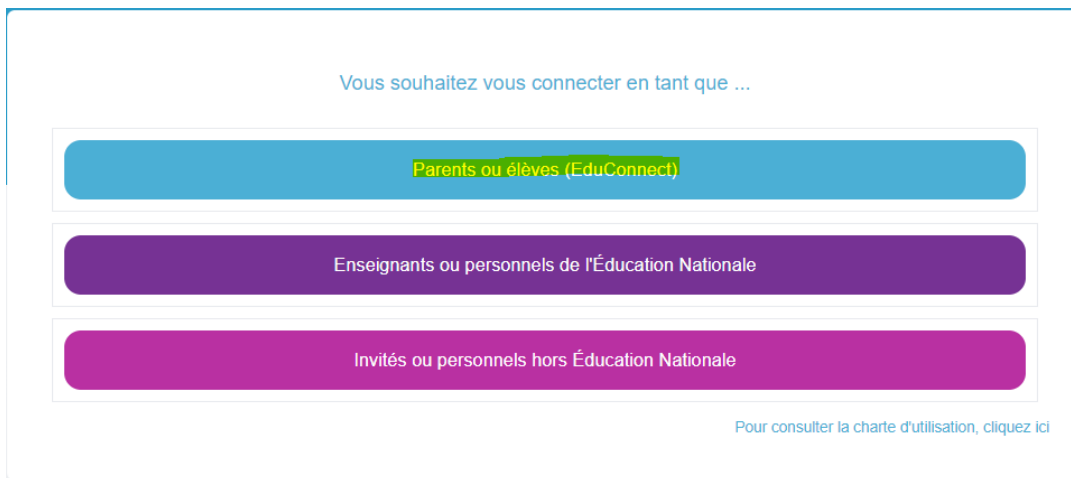 Vous souhaitez vous connecter en tant que ...
Parents ou élèves (EduConnect)
Enseignants ou personnels de l'Éducation Nationale
Invités ou personnels hors Éducation Nationale
Pour consulter la charte d'utilisation, cliquez ici